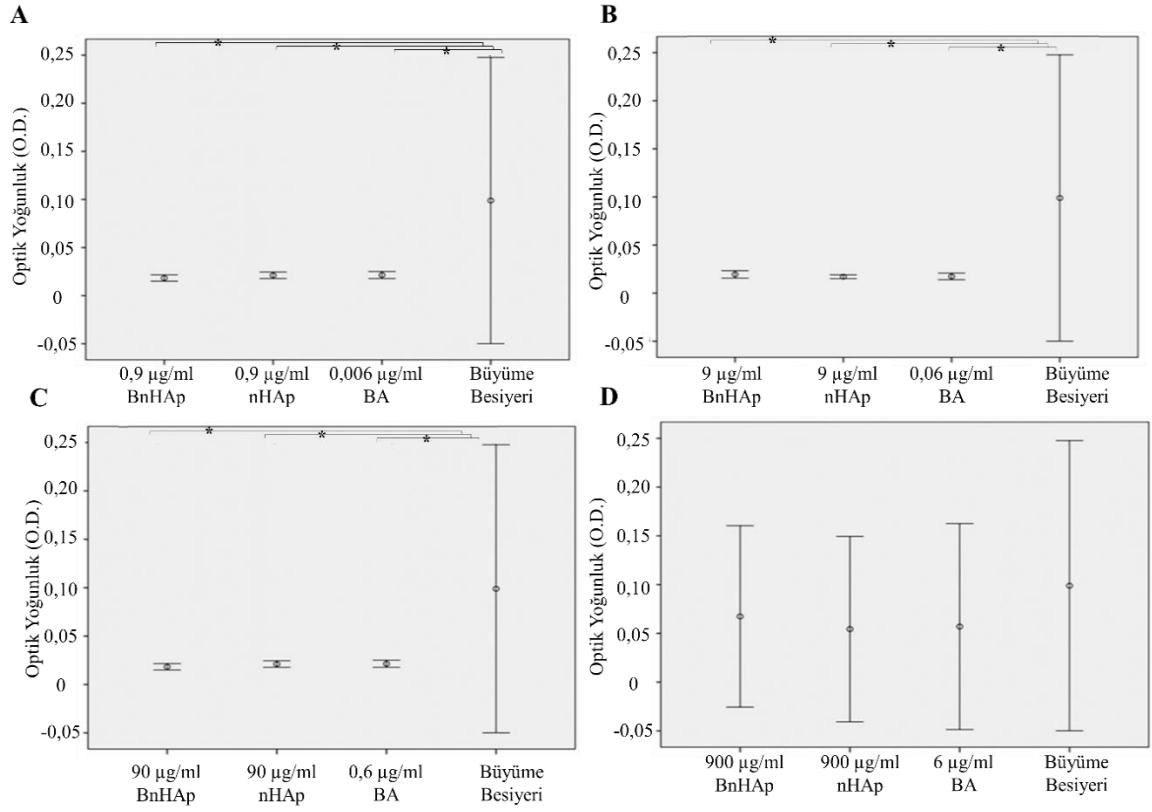 A
* * *
Optik Yoğunluk (O.D.)
0,25
0,20
0,15
0,10
0,05
0
-0,05
0,9 µg/ml
BnHAp
0,9 µg/ml
nHAp
0,006 µg/ml
BA
Büyüme
Besiyeri
B
* * *
Optik Yoğunluk (O.D.)
0,25
0,20
0,15
0,10
0,05
0
-0,05
9 µg/ml
BnHAp
9 µg/ml
nHAp
0,06 µg/ml
BA
Büyüme
Besiyeri
C
* * *
Optik Yoğunluk (O.D.)
0,25
0,20
0,15
0,10
0,05
0
-0,05
90 µg/ml
BnHAp
90 µg/ml
nHAp
0,6 µg/ml
BA
Büyüme
Besiyeri
D
Optik Yoğunluk (O.D.)
0,25
0,20
0,15
0,10
0,05
0
-0,05
900 µg/ml
BnHAp
900 µg/ml
nHAp
6 µg/ml
BA
Büyüme
Besiyeri